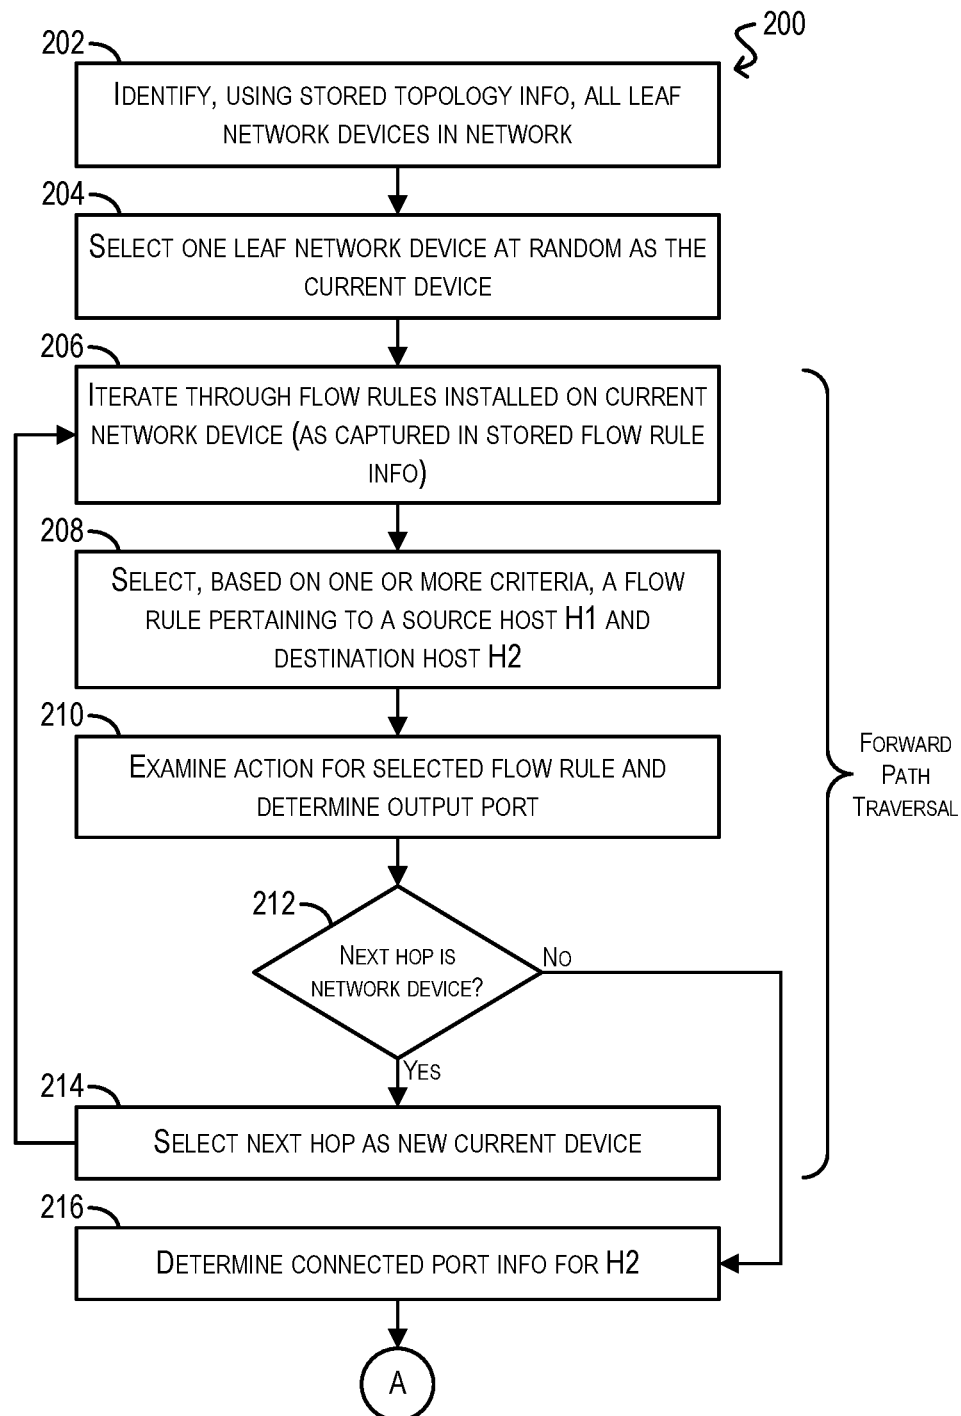 200
202
IDENTIFY, USING STORED TOPOLOGY INFO, ALL LEAF
NETWORK DEVICES IN NETWORK
204
SELECT ONE LEAF NETWORK DEVICE AT RANDOM AS THE
CURRENT DEVICE
206
ITERATE THROUGH FLOW RULES INSTALLED ON CURRENT
NETWORK DEVICE (AS CAPTURED IN STORED FLOW RULE
INFO)
208
SELECT, BASED ON ONE OR MORE CRITERIA, A FLOW
RULE PERTAINING TO A SOURCE HOST H1 AND
DESTINATION HOST H2
210
EXAMINE ACTION FOR SELECTED FLOW RULE AND
DETERMINE OUTPUT PORT
FORWARD
PATH
TRAVERSAL
212
NEXT HOP IS
NETWORK DEVICE?
NO
YES
214
SELECT NEXT HOP AS NEW CURRENT DEVICE
216
DETERMINE CONNECTED PORT INFO FOR H2
A